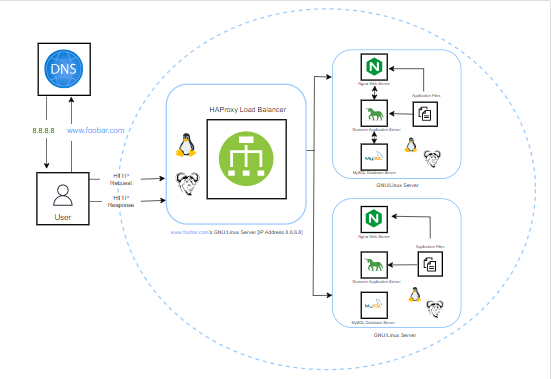 DNS
8.8.8.8
www.foobar.com
User
HTTP
Request
HTTP
Response
HAProxy Load Balancer
www.foobar.com's GNU/Linux Server [IP Address 8.8.8.8]
Nginx Web Server
Application Files
Application Server
MySQL
MySQL Database Server
GNU/Linux Server
Nginx Web Server
Application Files
Application Server
MySQL
MySQL Database Server
GNU/Linux Server